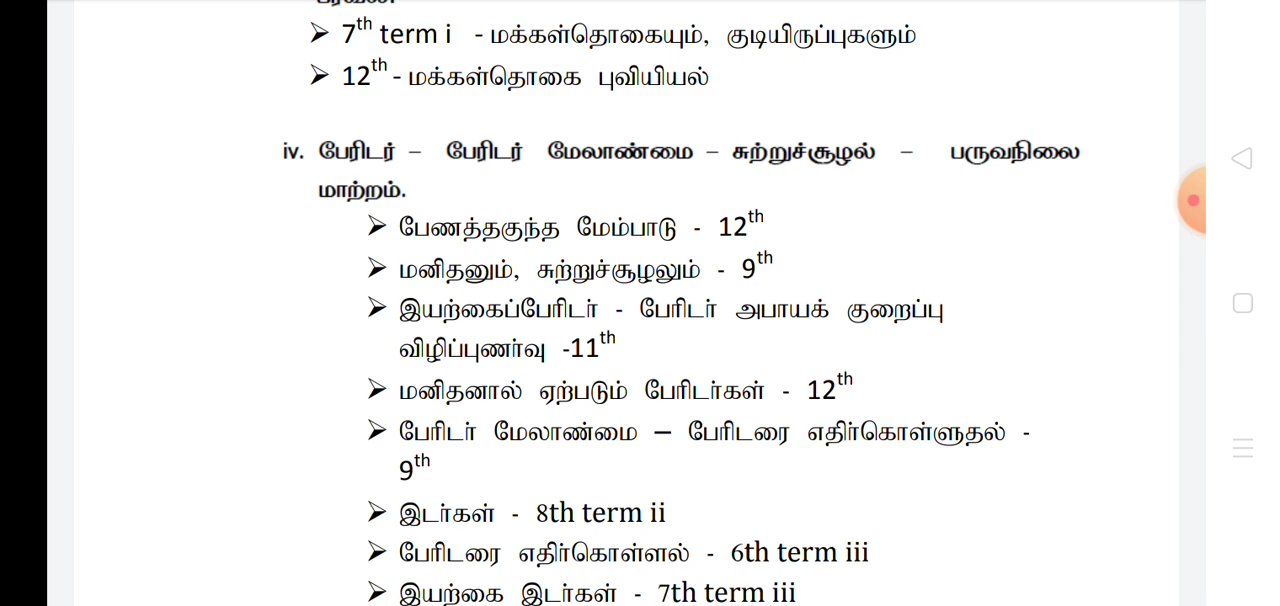 ➢ 7th term i - மக்கள்தொகையும், குடியிருப்புகளும்
➢ 12th - மக்கள்தொகை புவியியல்
iv. பேரிடர் – பேரிடர் மேலாண்மை – சுற்றுச்சூழல் – பருவநிலை
மாற்றம்.
➢ பேணத்தகுந்த மேம்பாடு - 12th
➢ மனிதனும், சுற்றுச்சூழலும் - 9th
➢ இயற்கைப்பேரிடர் - பேரிடர் அபாயக் குறைப்பு
விழிப்புணர்வு -11th
➢ மனிதனால் ஏற்படும் பேரிடர்கள் - 12th
➢ பேரிடர் மேலாண்மை – பேரிடரை எதிர்கொள்ளுதல் -
9th
➢ இடர்கள் - 8th term ii
➢ பேரிடரை எதிர்கொள்ளல் - 6th term iii
➢ இயற்கை இடர்கள் - 7th term iii